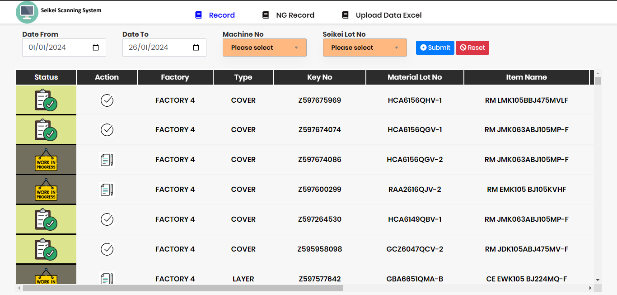 Seikei Scanning System
Record NG Record Upload Data Excel
Date From Date To Machine No Seikei Lot No
01/01/2024 26/01/2024 Please select Please select Submit Reset
Status Action Factory Type Key No Material Lot No Item Name
FACTORY 4 COVER Z597675969 HCA6156QHV-1 RM LMK105BBJ475MVLF
FACTORY 4 COVER Z597674074 HCA6156QGV-1 RM JMK063ABJ105MP-F
WORK IN PROGRESS FACTORY 4 COVER Z597674086 HCA6156QGV-2 RM JMK063ABJ105MP-F
WORK IN PROGRESS FACTORY 4 COVER Z597600299 RAA2616QJV-2 RM EMK105 BJ105KVHF
FACTORY 4 COVER Z597264530 HCA6149QBV-1 RM JMK063ABJ105MP-F
FACTORY 4 COVER Z595958098 GCZ6047QCV-2 RM JDK105ABJ475MV-F
WORK IN FACTORY 4 LAYER Z597577642 GBA6851QMA-B CE EWK105 BJ224MQ-F